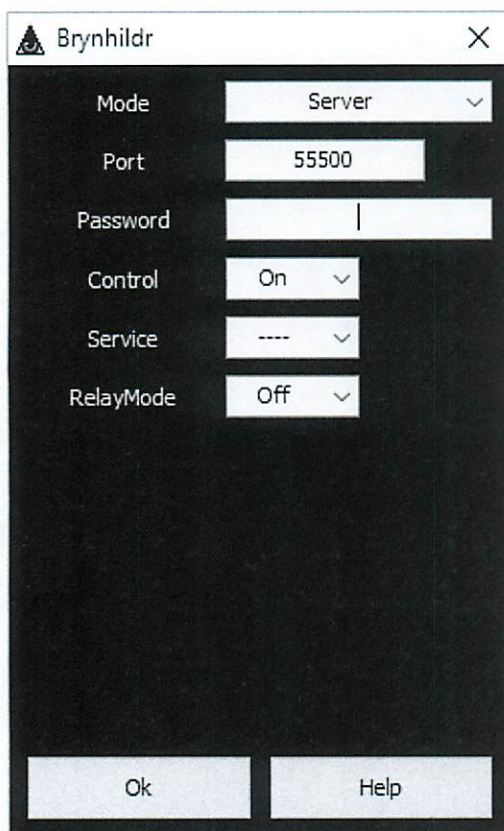 Brynhildr
Mode Server
Port 55500
Password
Control On
Service ----
RelayMode Off
Ok Help